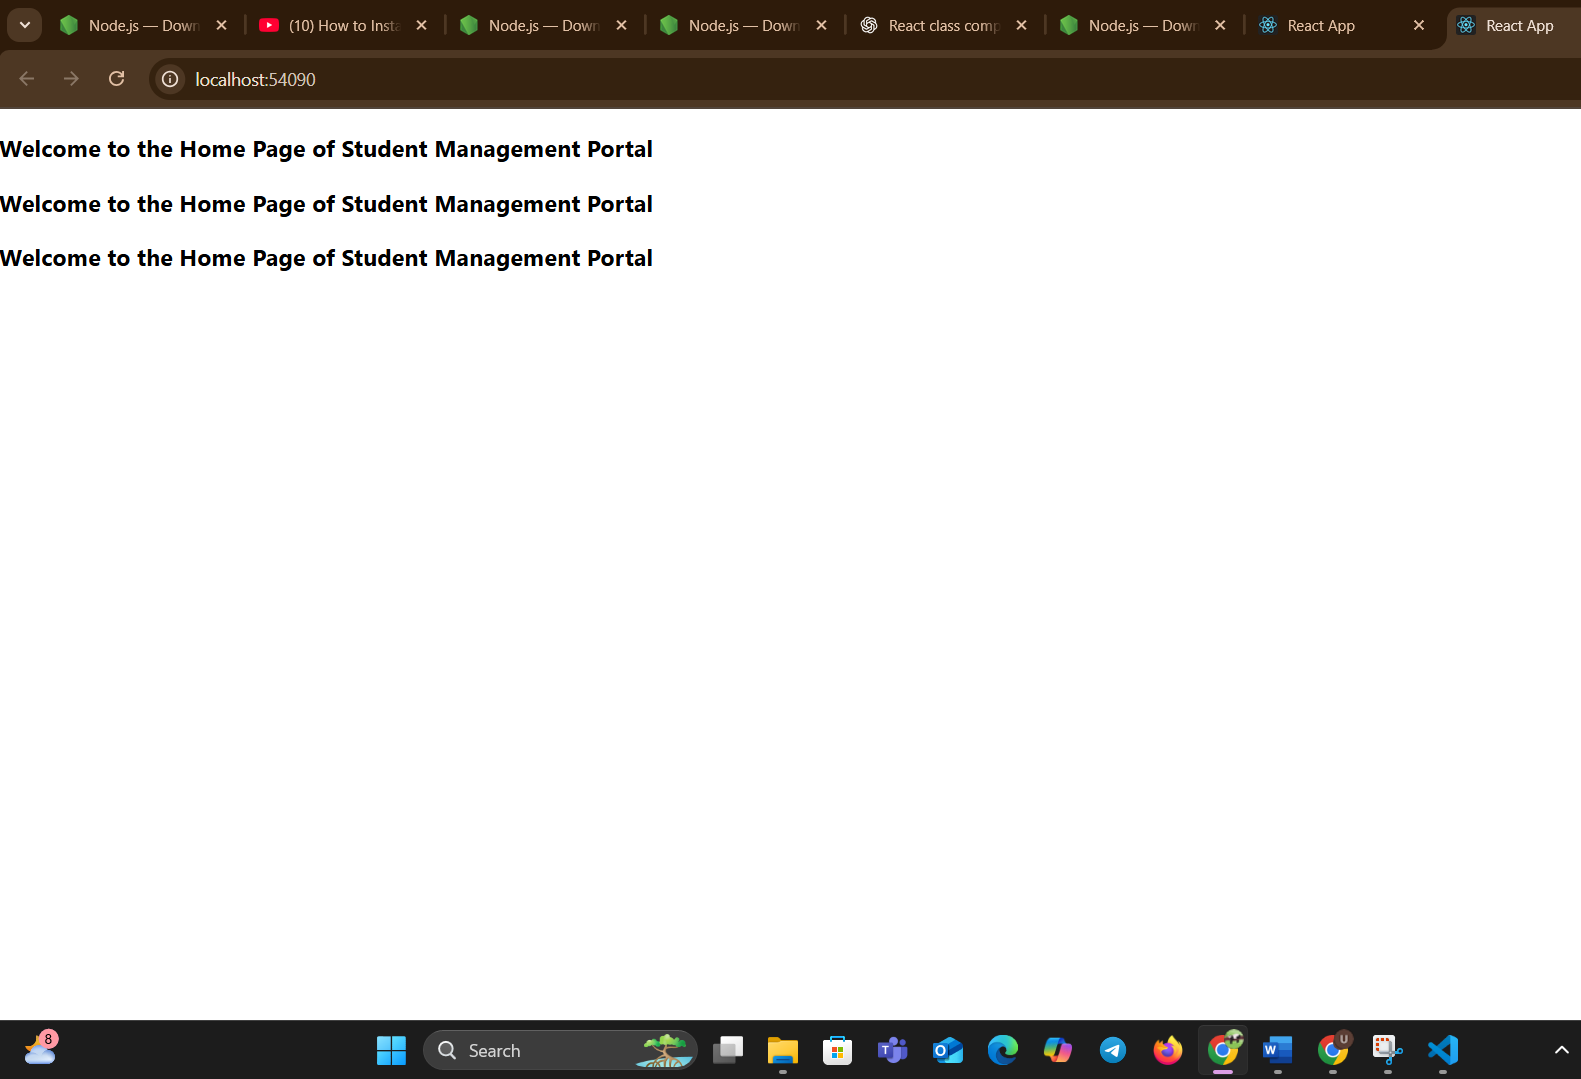 Node.js — Down
(10) How to Insta
Node.js — Down
Node.js — Down
React class comp
Node.js — Down
React App
React App
localhost:54090
Welcome to the Home Page of Student Management Portal
Welcome to the Home Page of Student Management Portal
Welcome to the Home Page of Student Management Portal
8
Search
U